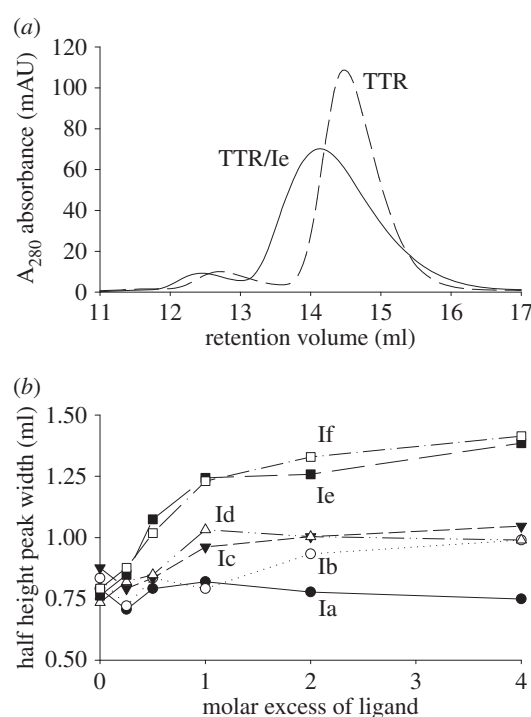 (a)
120
100
80
60
40
20
0
A280 absorbance (mAU)
TTR
TTR/Ie
11 12 13 14 15 16 17
retention volume (ml)
(b)
1.50
1.25
1.00
0.75
0.50
half height peak width (ml)
If
Ie
Id
Ic
Ib
Ia
0 1 2 3 4
molar excess of ligand